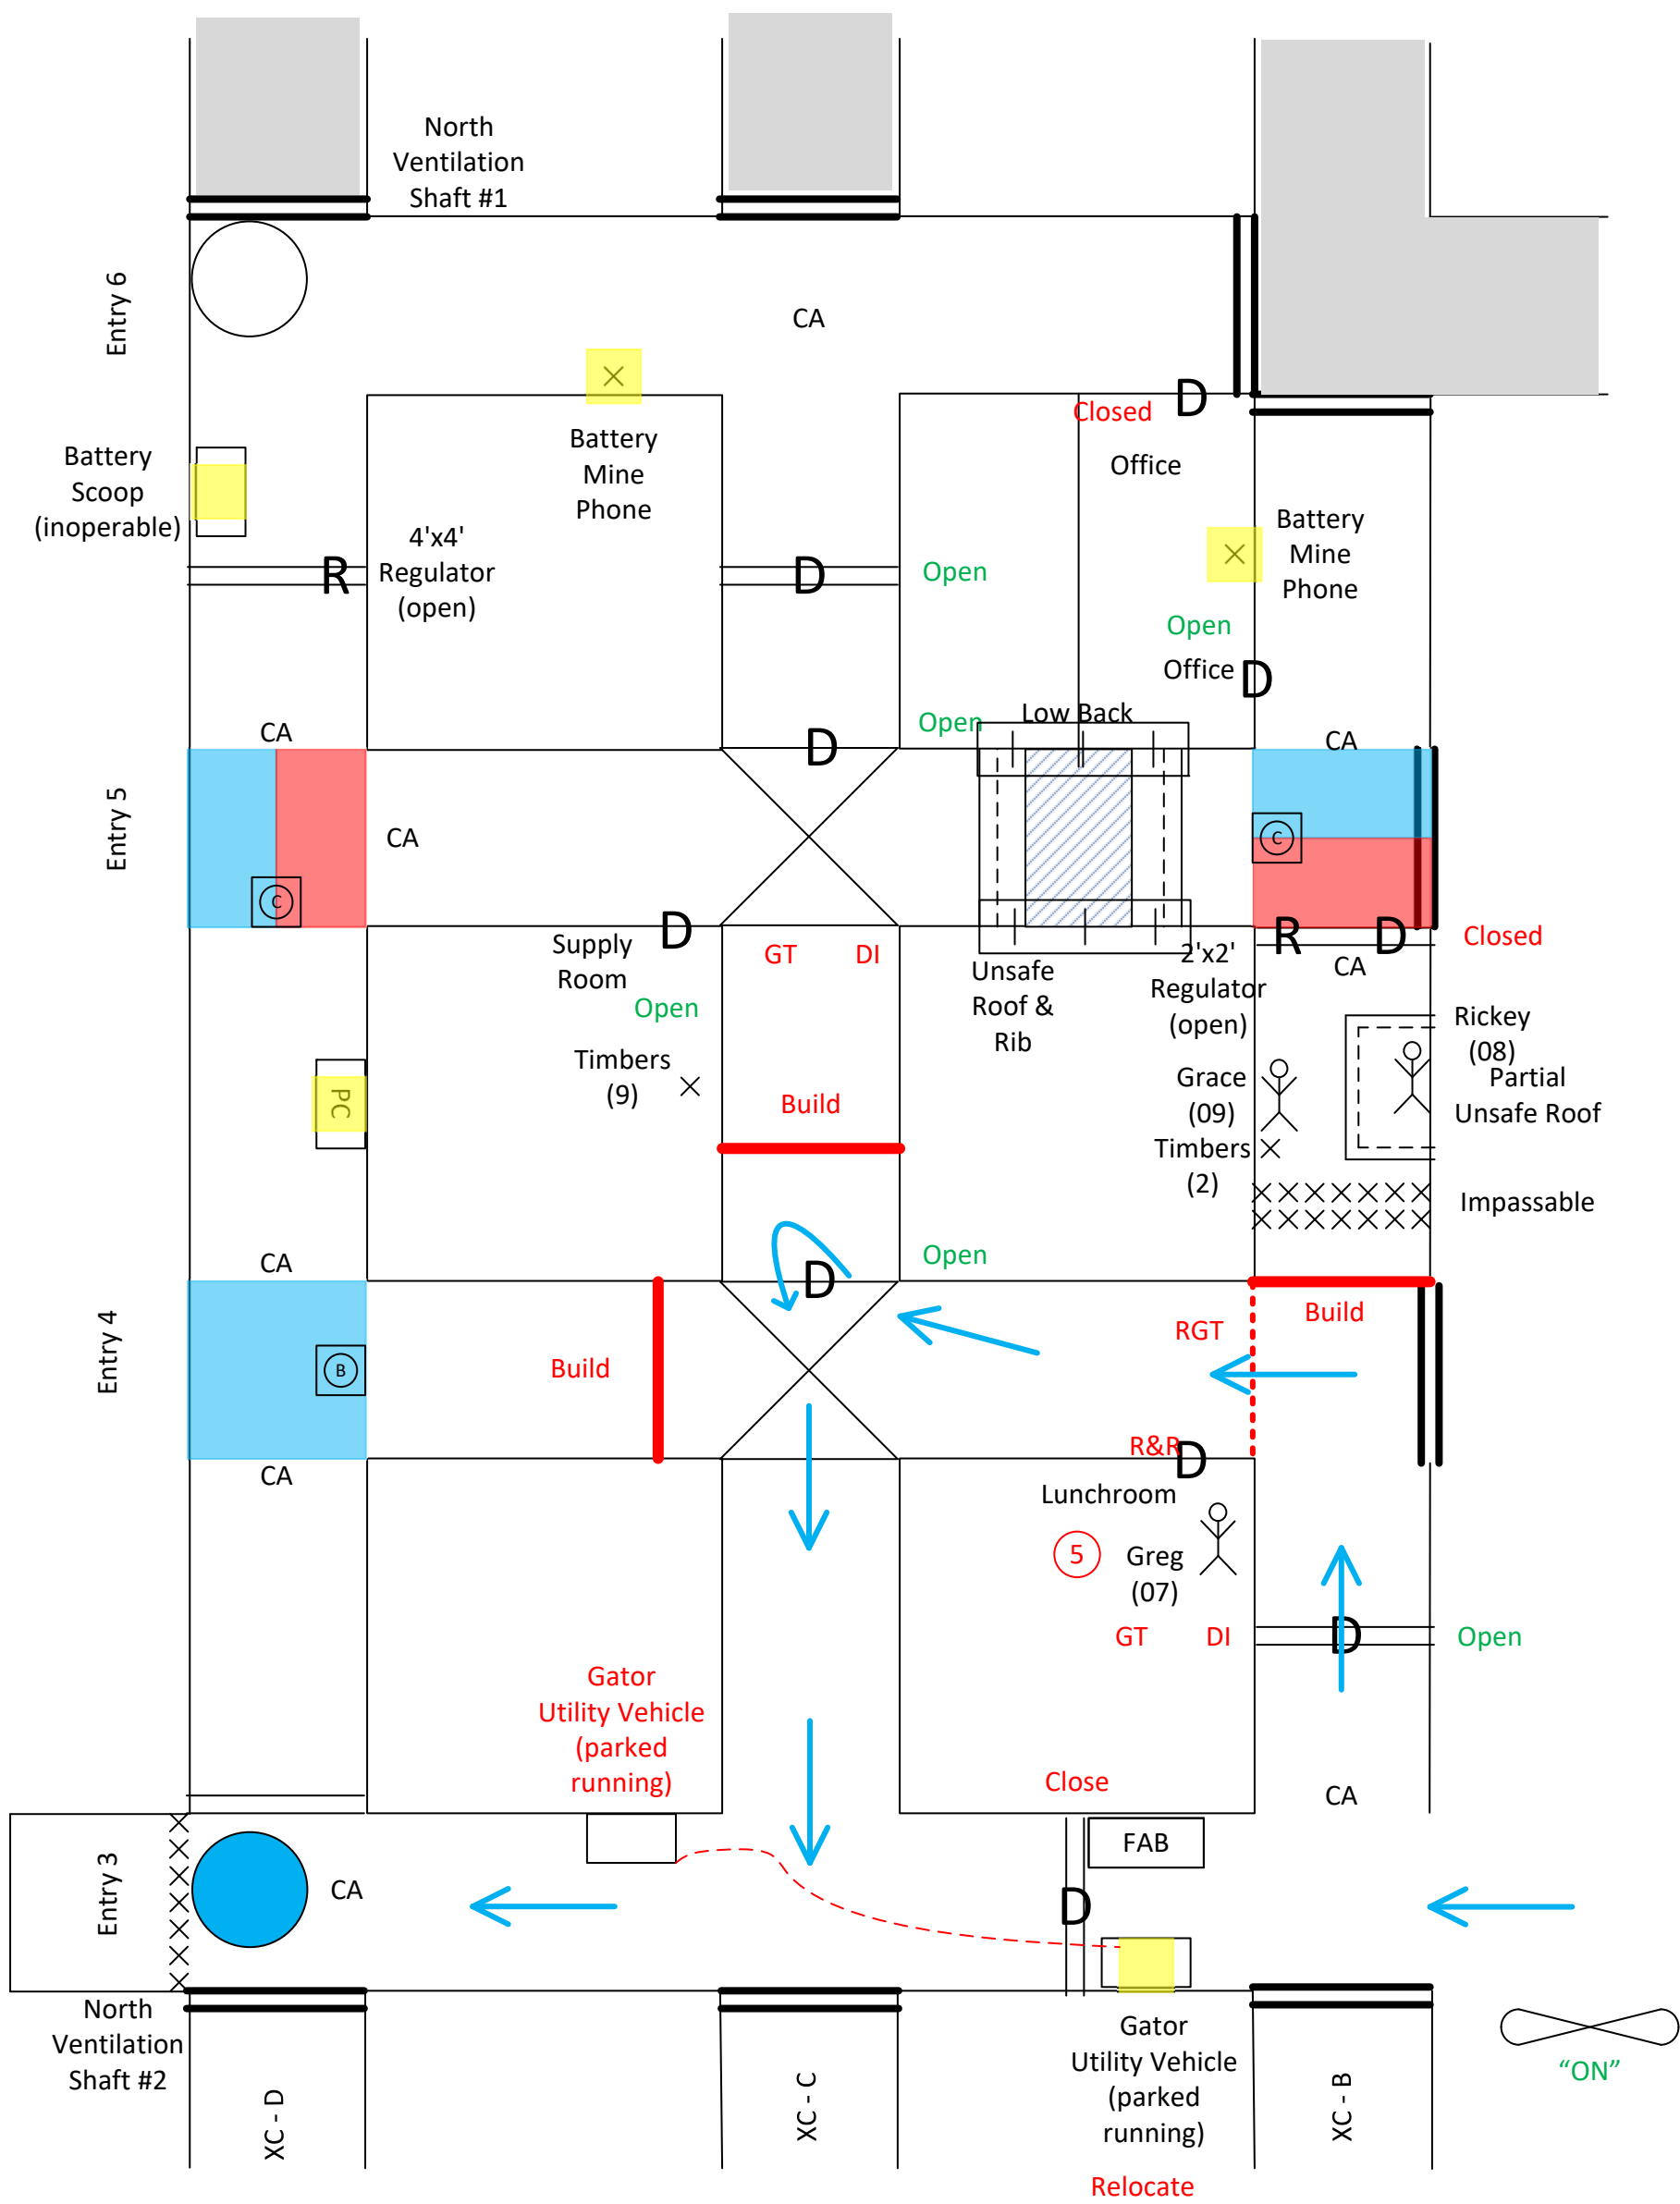 North
Ventilation
Shaft #1
Entry 6
CA
Closed
D
Office
Battery
Mine
Phone
Battery
Scoop
(inoperable)
R
4'x4'
Regulator
(open)
D
Open
Battery
Mine
Phone
Open
Office
D
CA
Open
D
Low Back
CA
Entry 5
CA
C
C
Supply
Room
D
Open
GT
DI
Unsafe
Roof &
Rib
2'x2'
Regulator
(open)
R
D
Closed
CA
Timbers
(9)
PC
Build
Grace
(09)
Timbers
(2)
Rickey
(08)
Partial
Unsafe Roof
Impassable
CA
D
Open
Entry 4
B
Build
RGT
Build
CA
R&R
D
Lunchroom
5
Greg
(07)
GT
DI
D
Open
Gator
Utility Vehicle
(parked
running)
Close
CA
FAB
Entry 3
CA
D
North
Ventilation
Shaft #2
Gator
Utility Vehicle
(parked
running)
Relocate
XC - D
XC - C
XC - B
“ON”